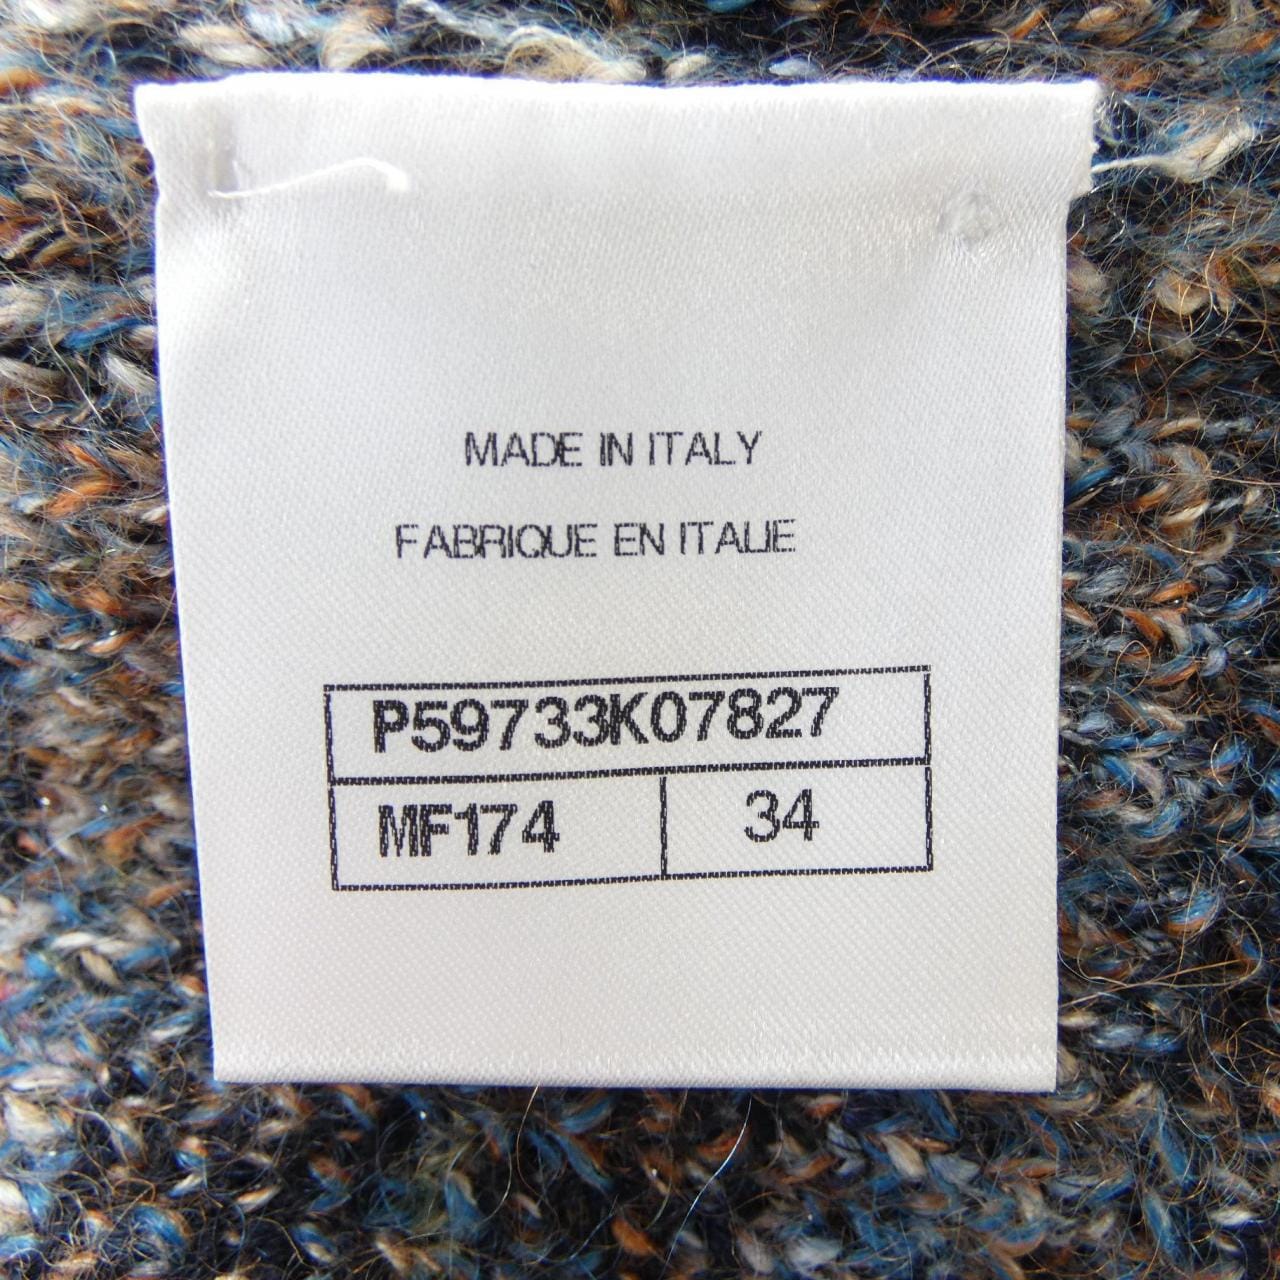 MADE IN ITALY
FABRIQUE EN ITALIE
P59733K07827
MF174 34